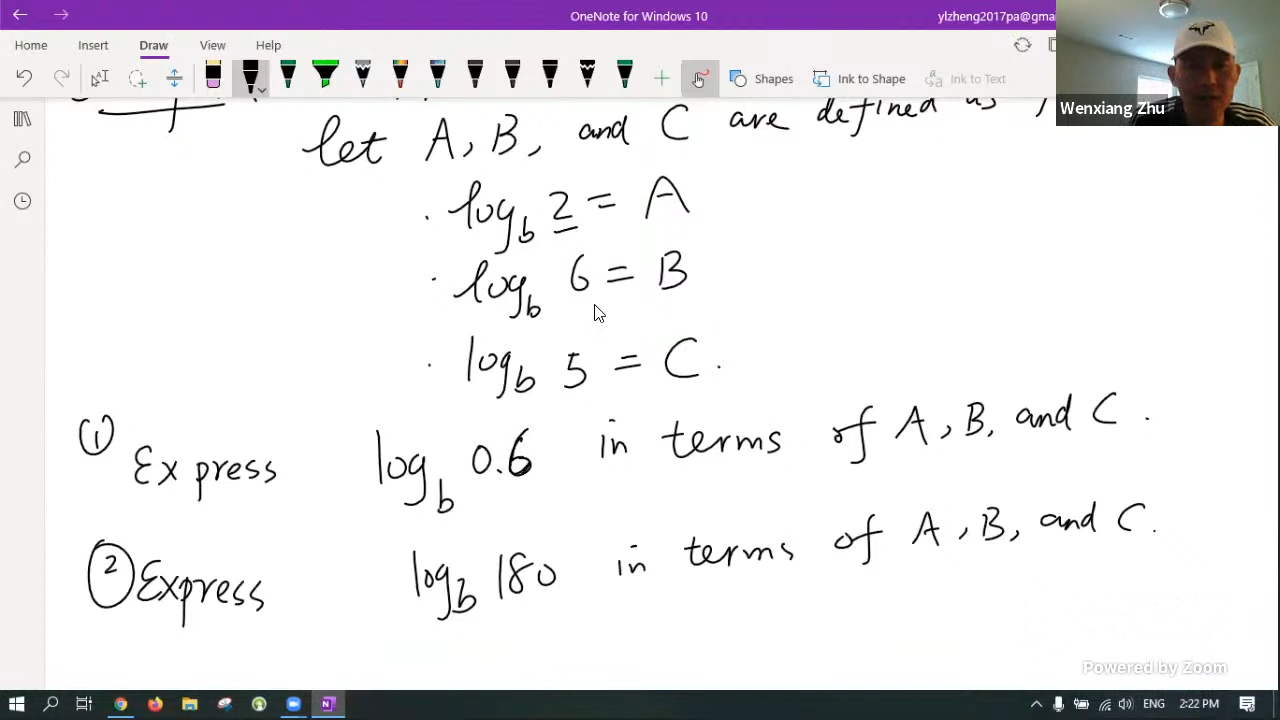 OneNote for Windows 10
ylzheng2017pa@gma
Home Insert Draw View Help
Shapes Ink to Shape Ink to Text
Wenxiang Zhu
let A, B, and C are defined as
· log_b 2 = A
· log_b 6 = B
· log_b 5 = C.
① Express log_b 0.6 in terms of A, B, and C.
② Express log_b 180 in terms of A, B, and C.
Powered by Zoom
ENG 2:22 PM